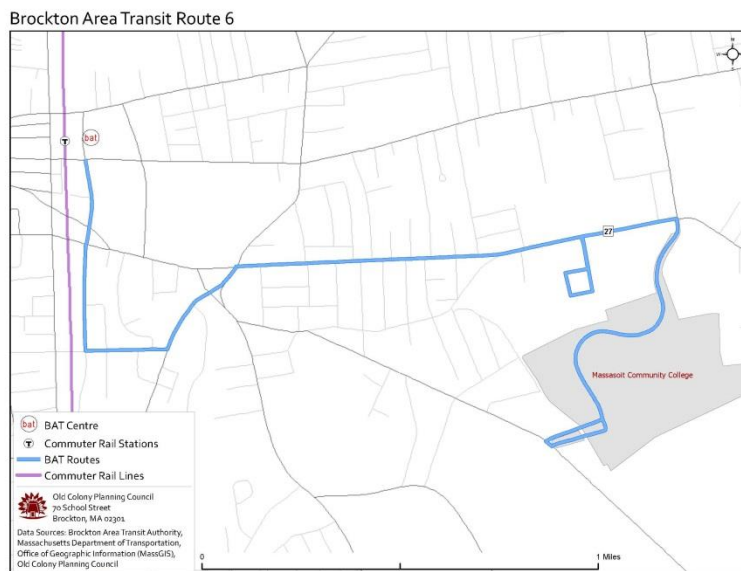 Brockton Area Transit Route 6
N
W
bat
T
27
Massasoit Community College
bat BAT Centre
T Commuter Rail Stations
BAT Routes
Commuter Rail Lines
Old Colony Planning Council
70 School Street
Brockton, MA 02301
Data Sources: Brockton Area Transit Authority,
Massachusetts Department of Transportation,
Office of Geographic Information (MassGIS),
Old Colony Planning Council
0
1 Miles